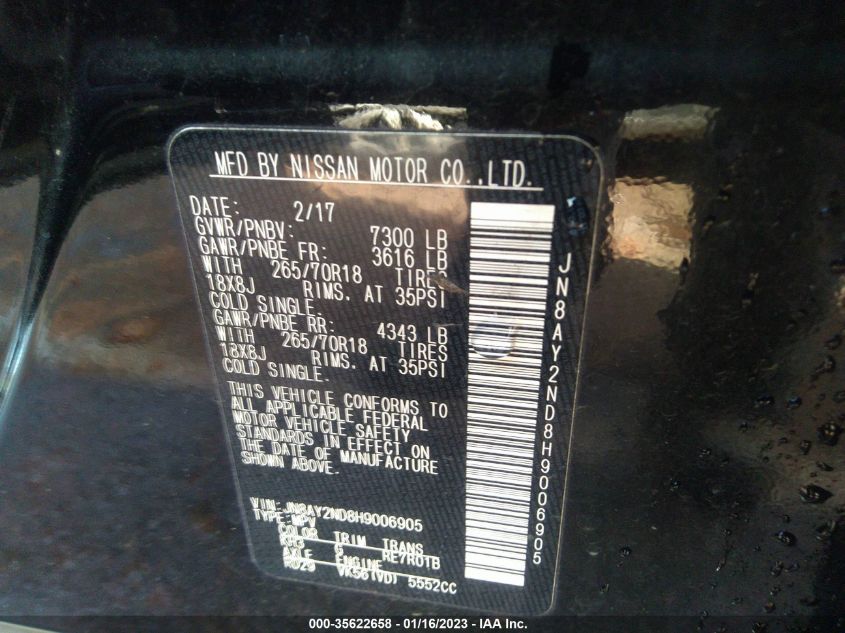 MFD BY NISSAN MOTOR CO.,LTD.
DATE: 2/17
GVWR/PNBV: 7300 LB
GAWR/PNBE FR: 3616 LB
WITH 265/70R18 TIRES
18X8J RIMS. AT 35PSI
COLD SINGLE.
GAWR/PNBE RR: 4343 LB
WITH 265/70R18 TIRES
18X8J RIMS. AT 35PSI
COLD SINGLE.
THIS VEHICLE CONFORMS TO
ALL APPLICABLE FEDERAL
MOTOR VEHICLE SAFETY
STANDARDS IN EFFECT ON
THE DATE OF MANUFACTURE
SHOWN ABOVE.
VIN:JN8AY2ND8H9006905
TYPE:MPV
COLOR TRIM TRANS
KH3 G RE7R01B
AXLE ENGINE
RD29 VK56(VD) 5552CC
JN8AY2ND8H9006905
000-35622658 - 01/16/2023 - IAA Inc.